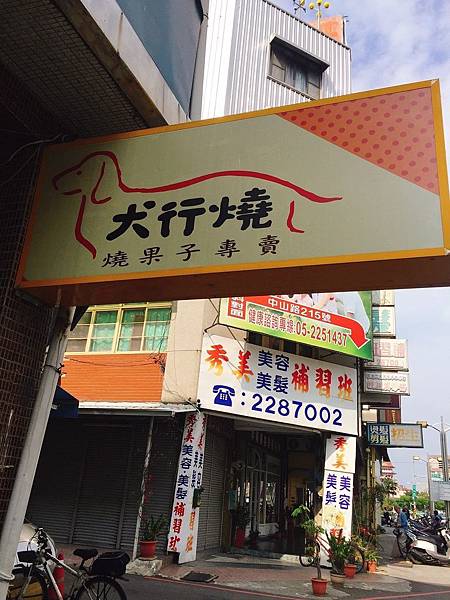 犬行燒
燒果子專賣
中山路215號
健康諮詢專線:05-2251437
秀美 美容 美髮 補習班
☎:2287002
秀美 美容·美髮 補習班
秀美 美容 美髮